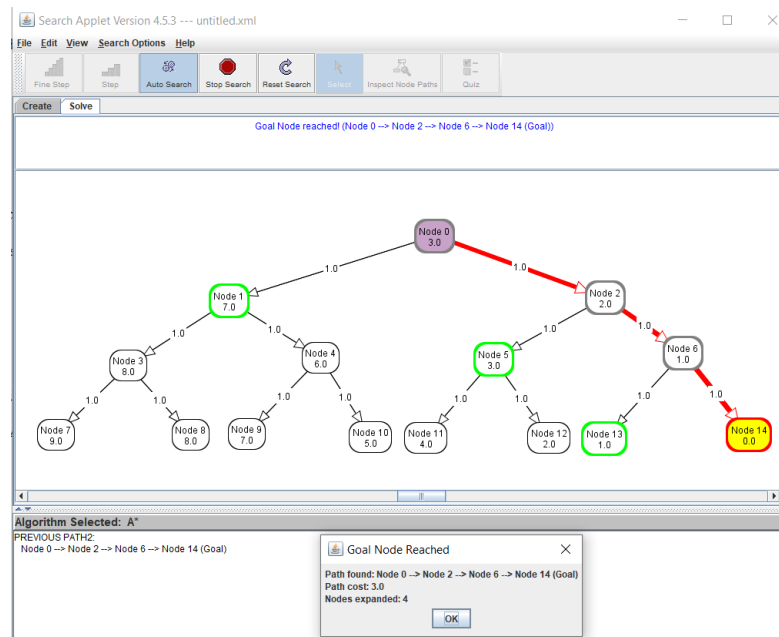 Search Applet Version 4.5.3 --- untitled.xml
File Edit View Search Options Help
Fine Step Step Auto Search Stop Search Reset Search Select Inspect Node Paths Quiz
Create Solve
Goal Node reached! (Node 0 --> Node 2 --> Node 6 --> Node 14 (Goal))
Node 0
3.0
1.0 1.0
Node 1
7.0
Node 2
2.0
1.0 1.0 1.0 1.0
Node 3
8.0
Node 4
6.0
Node 5
3.0
Node 6
1.0
1.0 1.0 1.0 1.0 1.0 1.0 1.0 1.0
Node 7
9.0
Node 8
8.0
Node 9
7.0
Node 10
5.0
Node 11
4.0
Node 12
2.0
Node 13
1.0
Node 14
0.0
Algorithm Selected: A*
PREVIOUS PATH2:
Node 0 --> Node 2 --> Node 6 --> Node 14 (Goal)
Goal Node Reached
Path found: Node 0 --> Node 2 --> Node 6 --> Node 14 (Goal)
Path cost: 3.0
Nodes expanded: 4
OK